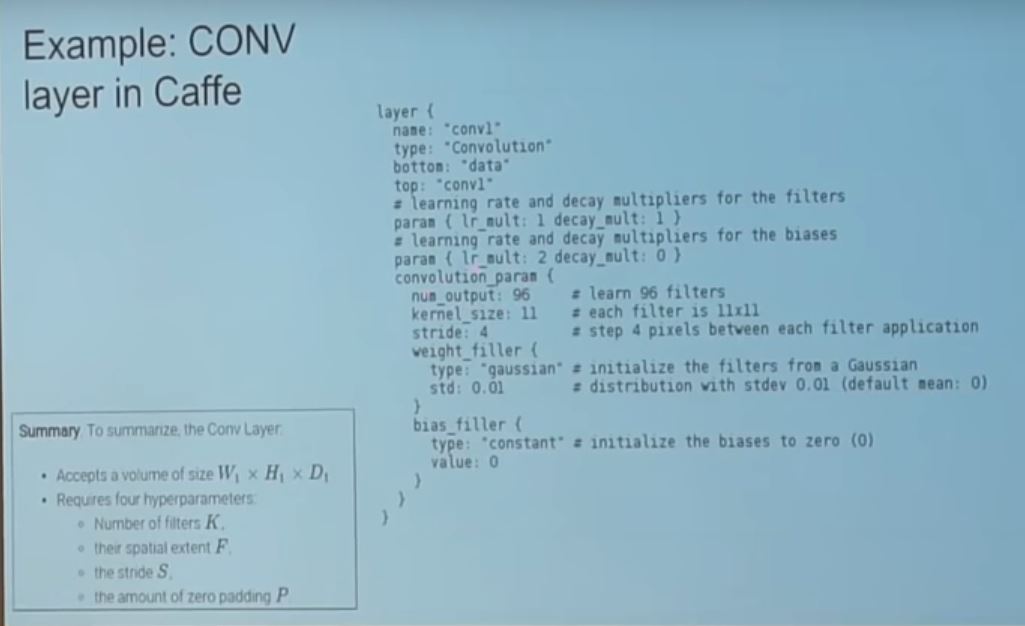 Example: CONV
layer in Caffe
layer {
name: "conv1"
type: "Convolution"
bottom: "data"
top: "conv1"
# learning rate and decay multipliers for the filters
param { lr_mult: 1 decay_mult: 1 }
# learning rate and decay multipliers for the biases
param { lr_mult: 2 decay_mult: 0 }
convolution_param {
num_output: 96 # learn 96 filters
kernel_size: 11 # each filter is 11x11
stride: 4 # step 4 pixels between each filter application
weight_filler {
type: "gaussian" # initialize the filters from a Gaussian
std: 0.01 # distribution with stdev 0.01 (default mean: 0)
}
bias_filler {
type: "constant" # initialize the biases to zero (0)
value: 0
}
}
}
Summary. To summarize, the Conv Layer:
• Accepts a volume of size W₁ × H₁ × D₁
• Requires four hyperparameters:
◦ Number of filters K,
◦ their spatial extent F,
◦ the stride S,
◦ the amount of zero padding P